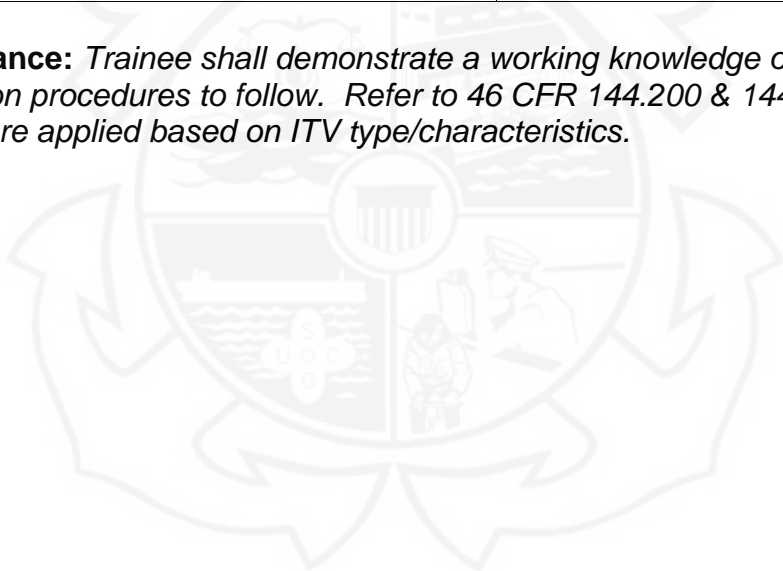 ance: Trainee shall demonstrate a working knowledge o
on procedures to follow. Refer to 46 CFR 144.200 & 144
re applied based on ITV type/characteristics.
S
U O C
G